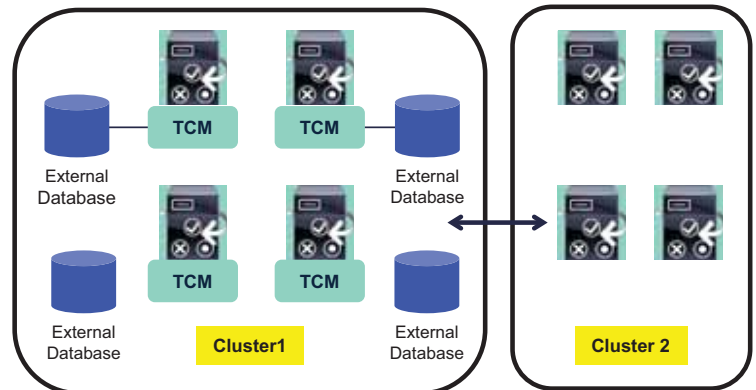 TCM
TCM
External
Database
External
Database
TCM
TCM
External
Database
External
Database
Cluster1
Cluster 2